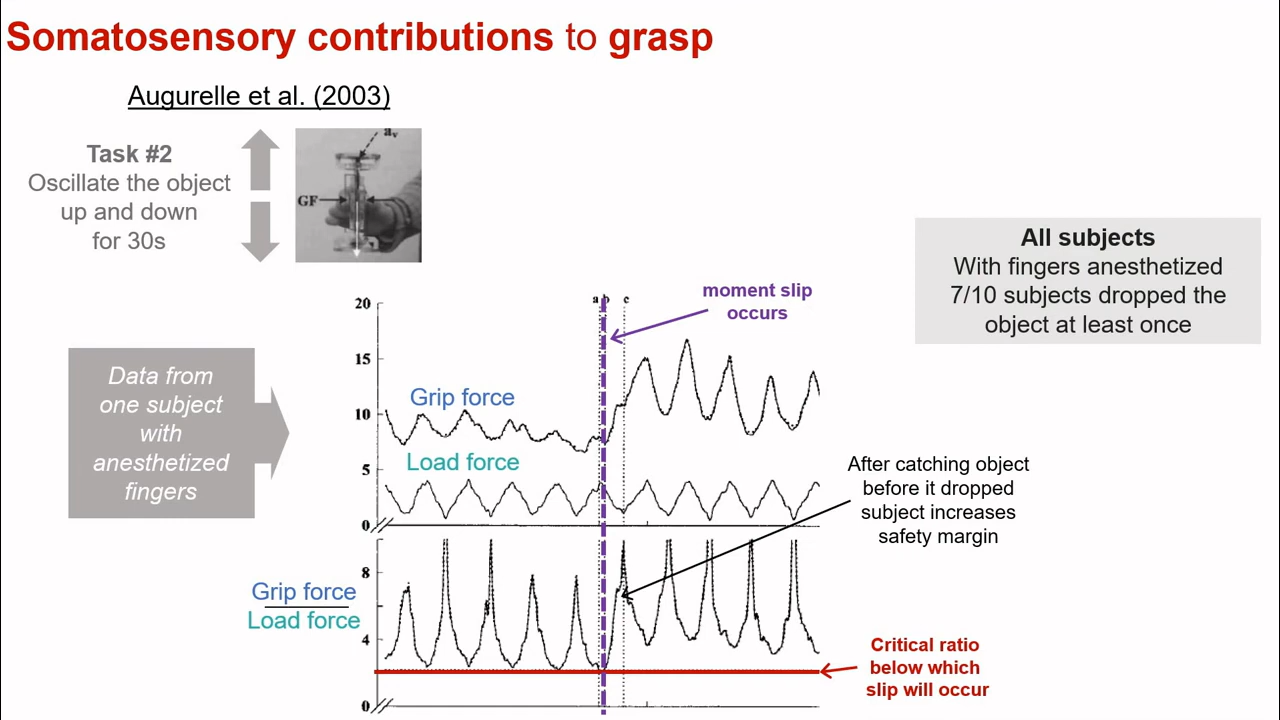 Somatosensory contributions to grasp
Augurelle et al. (2003)
Task #2
Oscillate the object
up and down
for 30s
a_v
GF
All subjects
With fingers anesthetized
7/10 subjects dropped the
object at least once
moment slip
occurs
a b c
Data from
one subject
with
anesthetized
fingers
20
15
10
5
0
Grip force
Load force
After catching object
before it dropped
subject increases
safety margin
Grip force
Load force
8
4
0
Critical ratio
below which
slip will occur